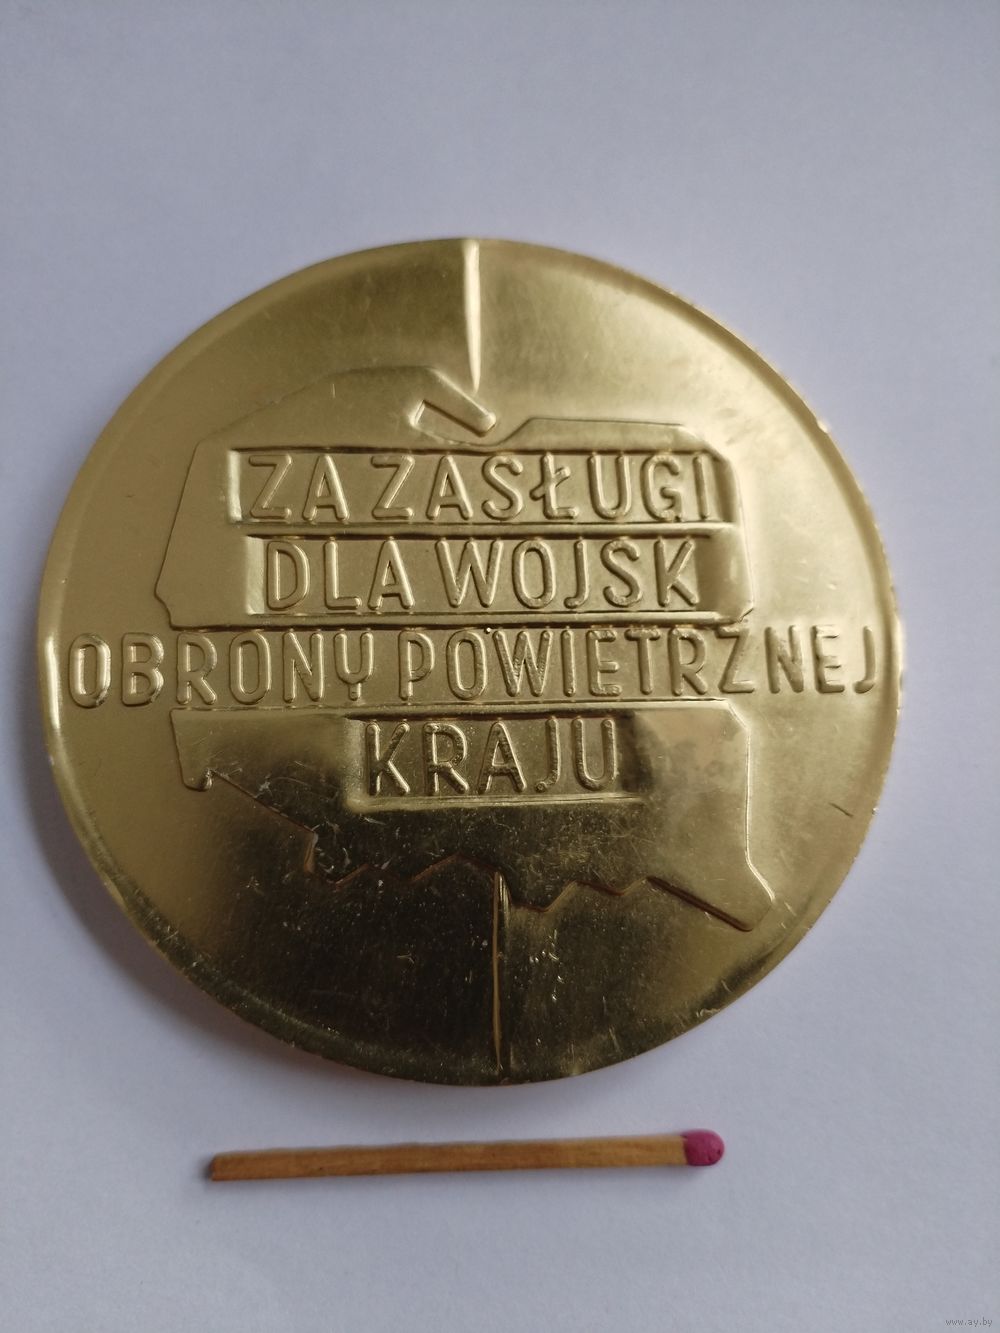 ZA ZASŁUGI
DLA WOJSK
OBRONY POWIETRZNEJ
KRAJU
www.ay.by